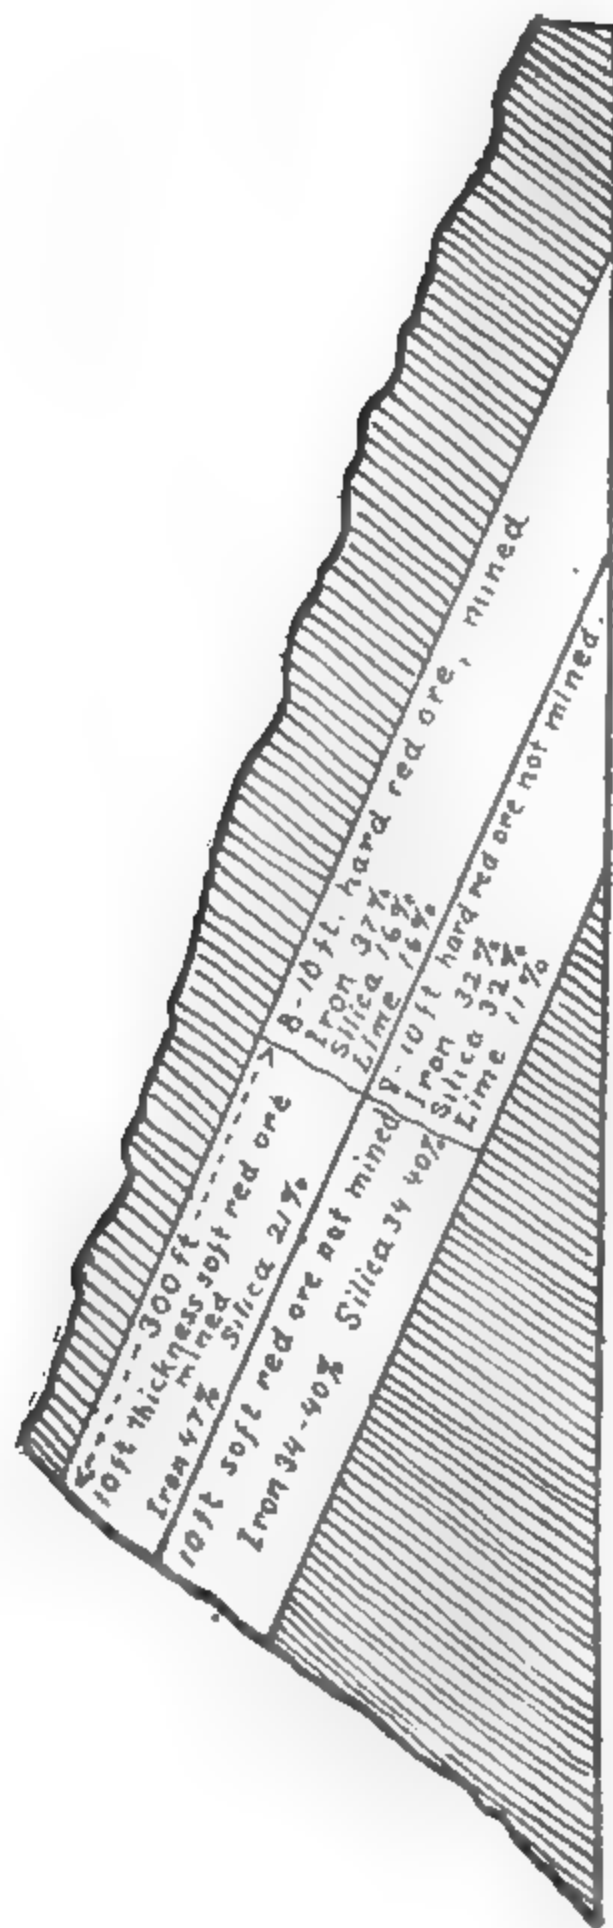 300 ft
10 ft thickness soft red ore
mined
Iron 47% Silica 21%
10 ft soft red ore not mined
Iron 34-40% Silica 34 40%
8-10 ft. hard red ore, mined
Iron 37%
Silica 16%
Lime 16%
8-10 ft hard red ore not mined.
Iron 32%
Silica 32%
Lime 11%